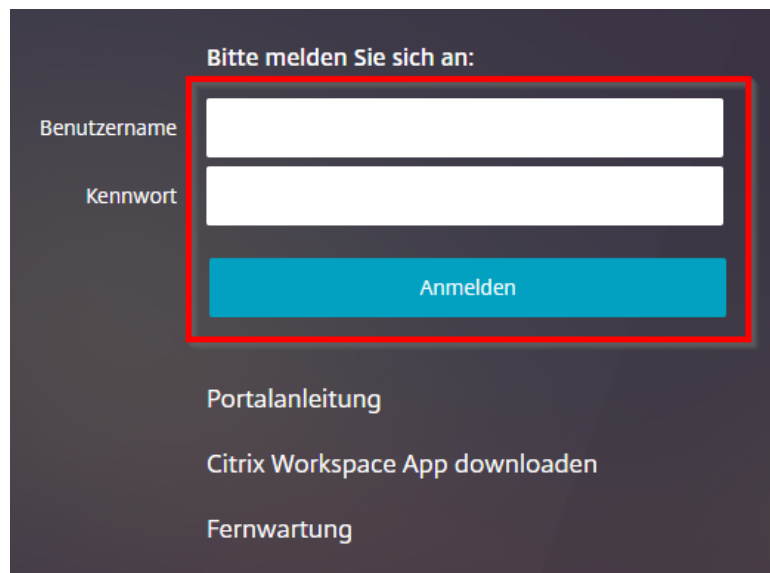 Bitte melden Sie sich an:
Benutzername
Kennwort
Anmelden
Portalanleitung
Citrix Workspace App downloaden
Fernwartung